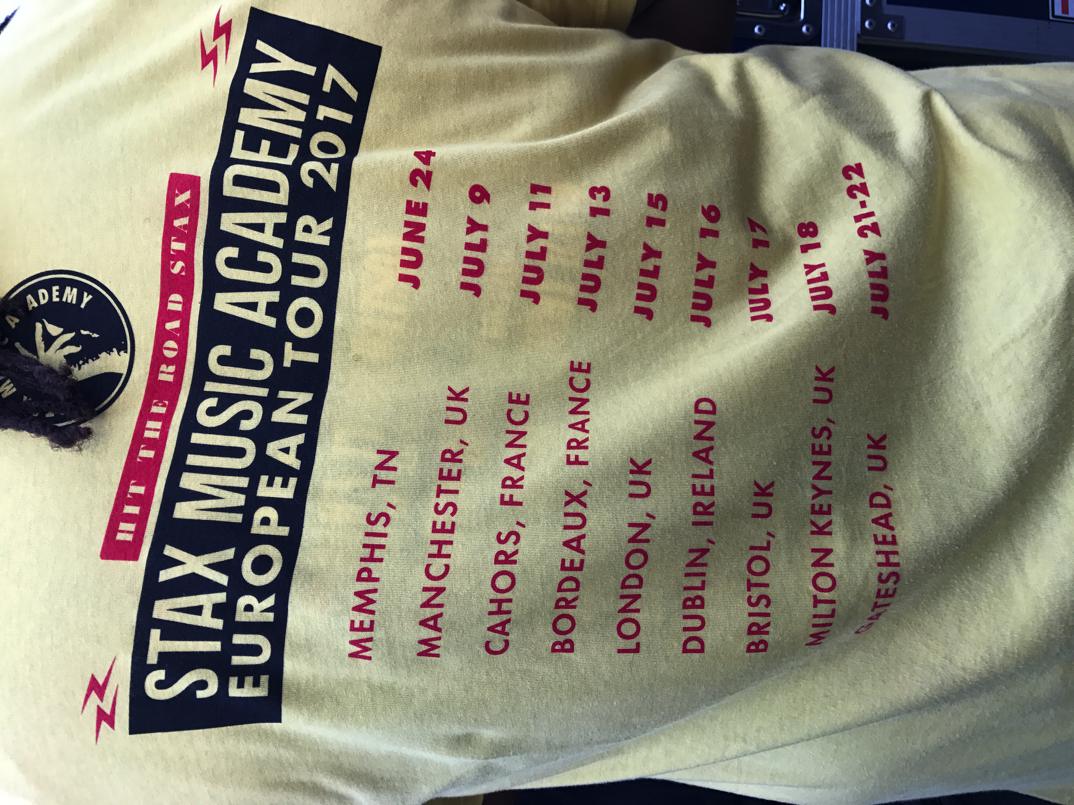 ADEMY
M
HIT THE ROAD STAX
STAX MUSIC ACADEMY
EUROPEAN TOUR 2017
MEMPHIS, TN JUNE 24
MANCHESTER, UK JULY 9
CAHORS, FRANCE JULY 11
BORDEAUX, FRANCE JULY 13
LONDON, UK JULY 15
DUBLIN, IRELAND JULY 16
BRISTOL, UK JULY 17
MILTON KEYNES, UK JULY 18
GATESHEAD, UK JULY 21-22